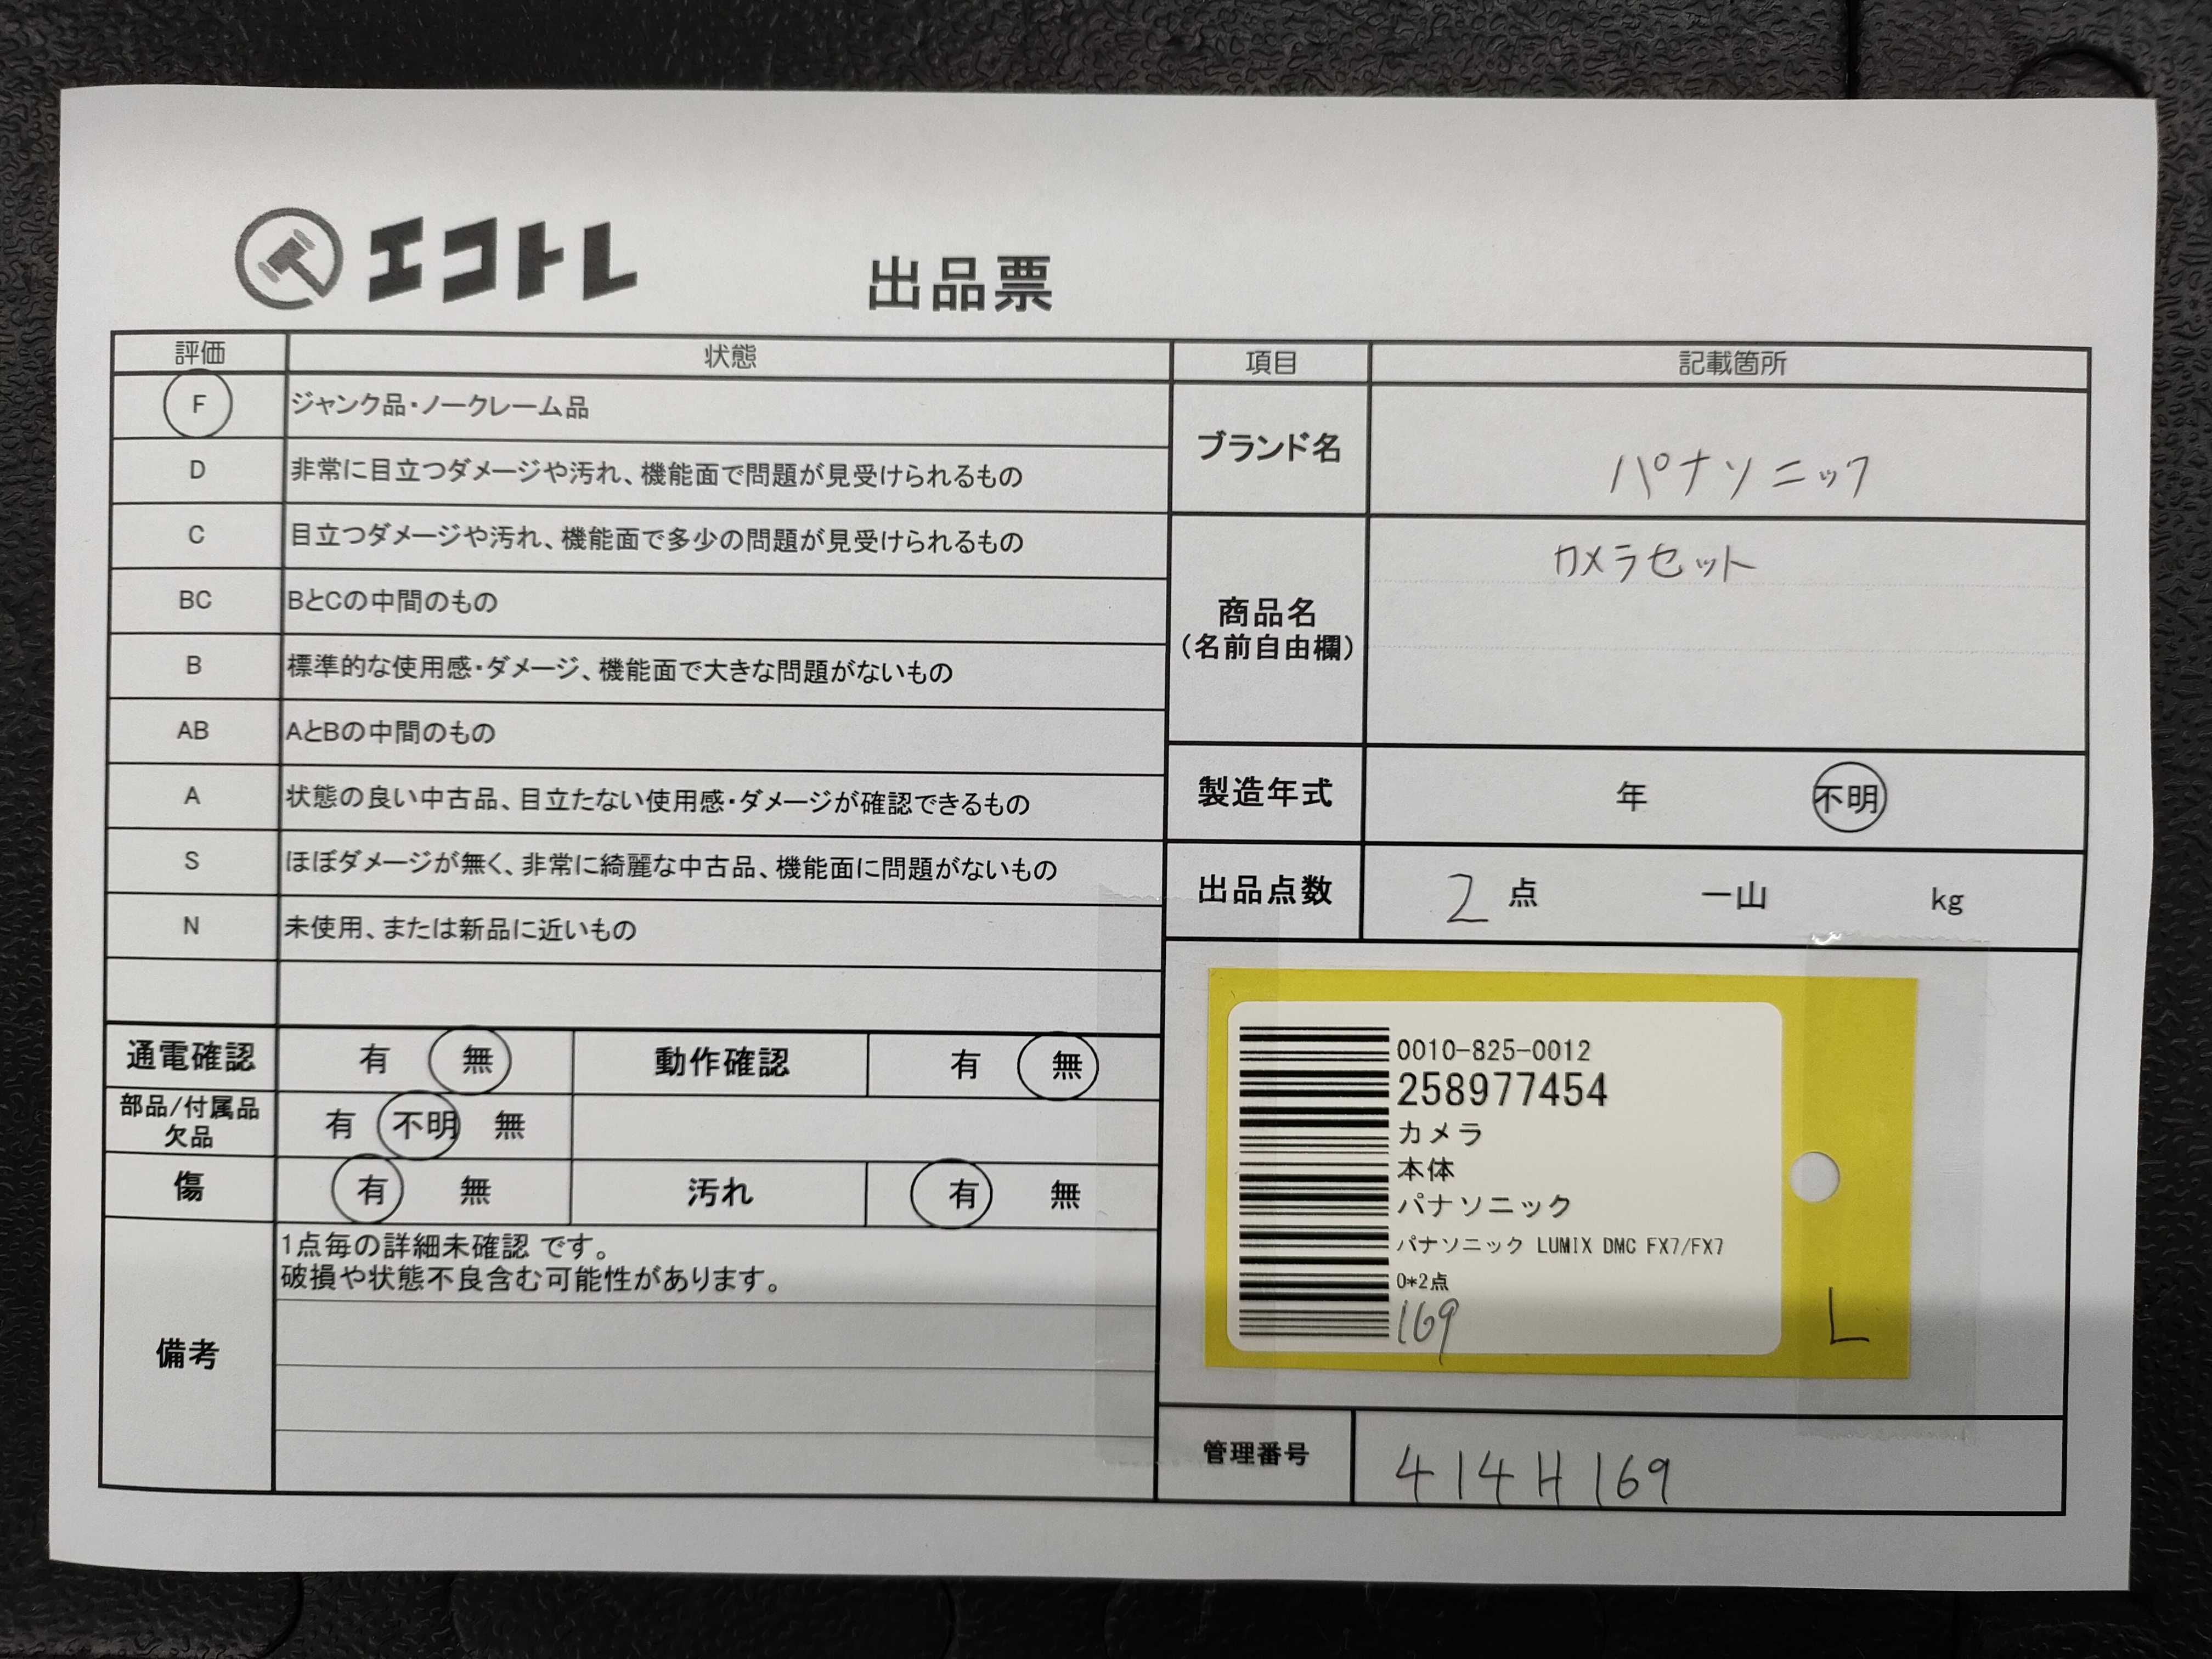 エコトレ
出品票
評価 状態
F ジャンク品・ノークレーム品
D 非常に目立つダメージや汚れ、機能面で問題が見受けられるもの
C 目立つダメージや汚れ、機能面で多少の問題が見受けられるもの
BC BとCの中間のもの
B 標準的な使用感・ダメージ、機能面で大きな問題がないもの
AB AとBの中間のもの
A 状態の良い中古品、目立たない使用感・ダメージが確認できるもの
S ほぼダメージが無く、非常に綺麗な中古品、機能面に問題がないもの
N 未使用、または新品に近いもの
通電確認 有 無 動作確認 有 無
部品/付属品
欠品 有 不明 無
傷 有 無 汚れ 有 無
備考
1点毎の詳細未確認 です。
破損や状態不良含む可能性があります。
項目 記載箇所
ブランド名 パナソニック
商品名
(名前自由欄)
カメラセット
製造年式 年 不明
出品点数 2 点 一山 kg
0010-825-0012
258977454
カメラ
本体
パナソニック
パナソニック LUMIX DMC FX7/FX7
0*2点
169
L
管理番号 414H169